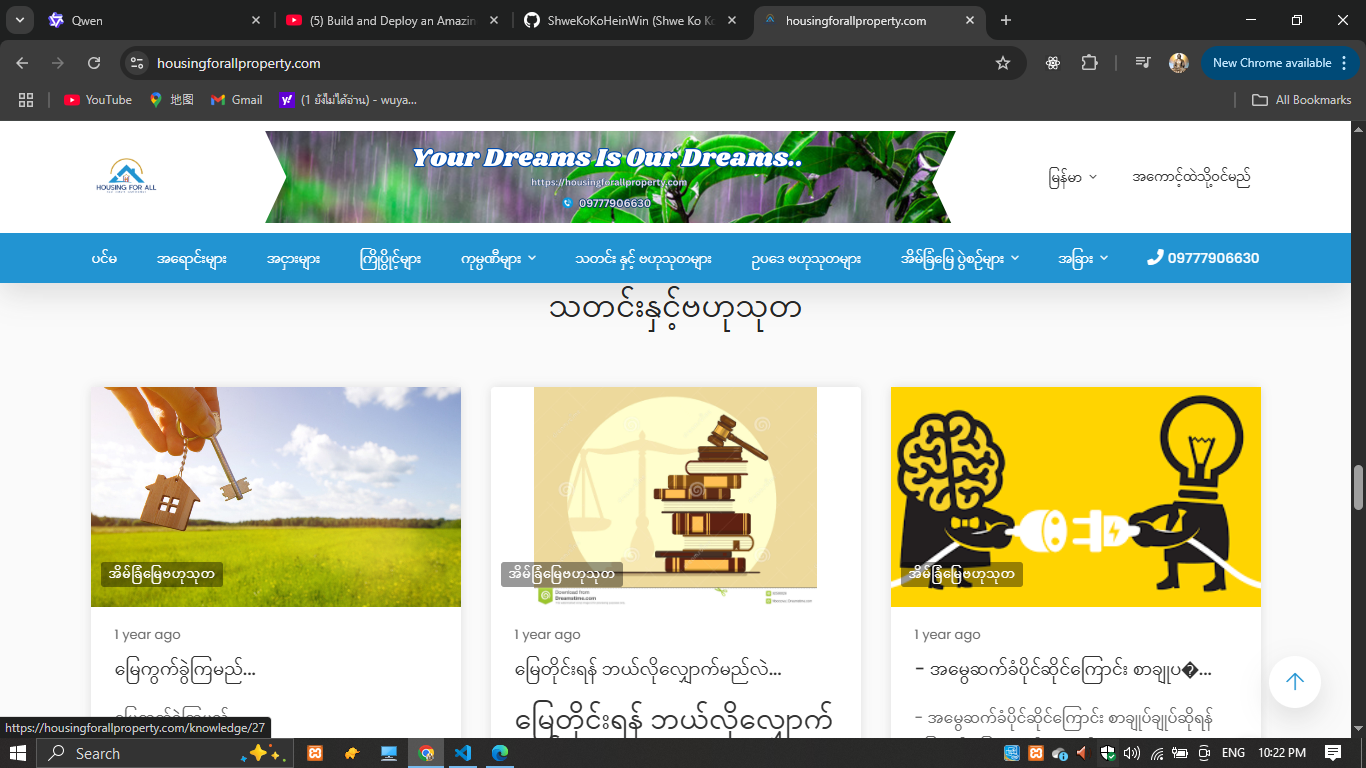 Qwen
(5) Build and Deploy an Amazin
ShweKoKoHeinWin (Shwe Ko Ko
housingforallproperty.com
housingforallproperty.com
New Chrome available
YouTube
地图
Gmail
(1 ยังไม่ได้อ่าน) - wuya...
All Bookmarks
HOUSING FOR ALL
Your Dreams Is Our Dreams..
https://housingforallproperty.com
09777906630
မြန်မာ
အကောင့်ထဲသို့ဝင်မည်
ပင်မ
အရောင်းများ
အငှားများ
ကြိုပွိုင့်များ
ကုမ္ပဏီများ
သတင်း နှင့် ဗဟုသုတများ
ဥပဒေ ဗဟုသုတများ
အိမ်ခြံမြေ ပွဲစဉ်များ
အခြား
09777906630
သတင်းနှင့်ဗဟုသုတ
အိမ်ခြံမြေဗဟုသုတ
အိမ်ခြံမြေဗဟုသုတ
Download from
Dreamstime.com
အိမ်ခြံမြေဗဟုသုတ
1 year ago
1 year ago
1 year ago
မြေကွက်ခွဲကြမည်...
မြေတိုင်းရန် ဘယ်လိုလျှောက်မည်လဲ...
- အမွေဆက်ခံပိုင်ဆိုင်ကြောင်း စာချုပ�...
မြေတိုင်းရန် ဘယ်လိုလျှောက်
- အမွေဆက်ခံပိုင်ဆိုင်ကြောင်း စာချုပ်ချုပ်ဆိုရန်
https://housingforallproperty.com/knowledge/27
Search
ENG
10:22 PM